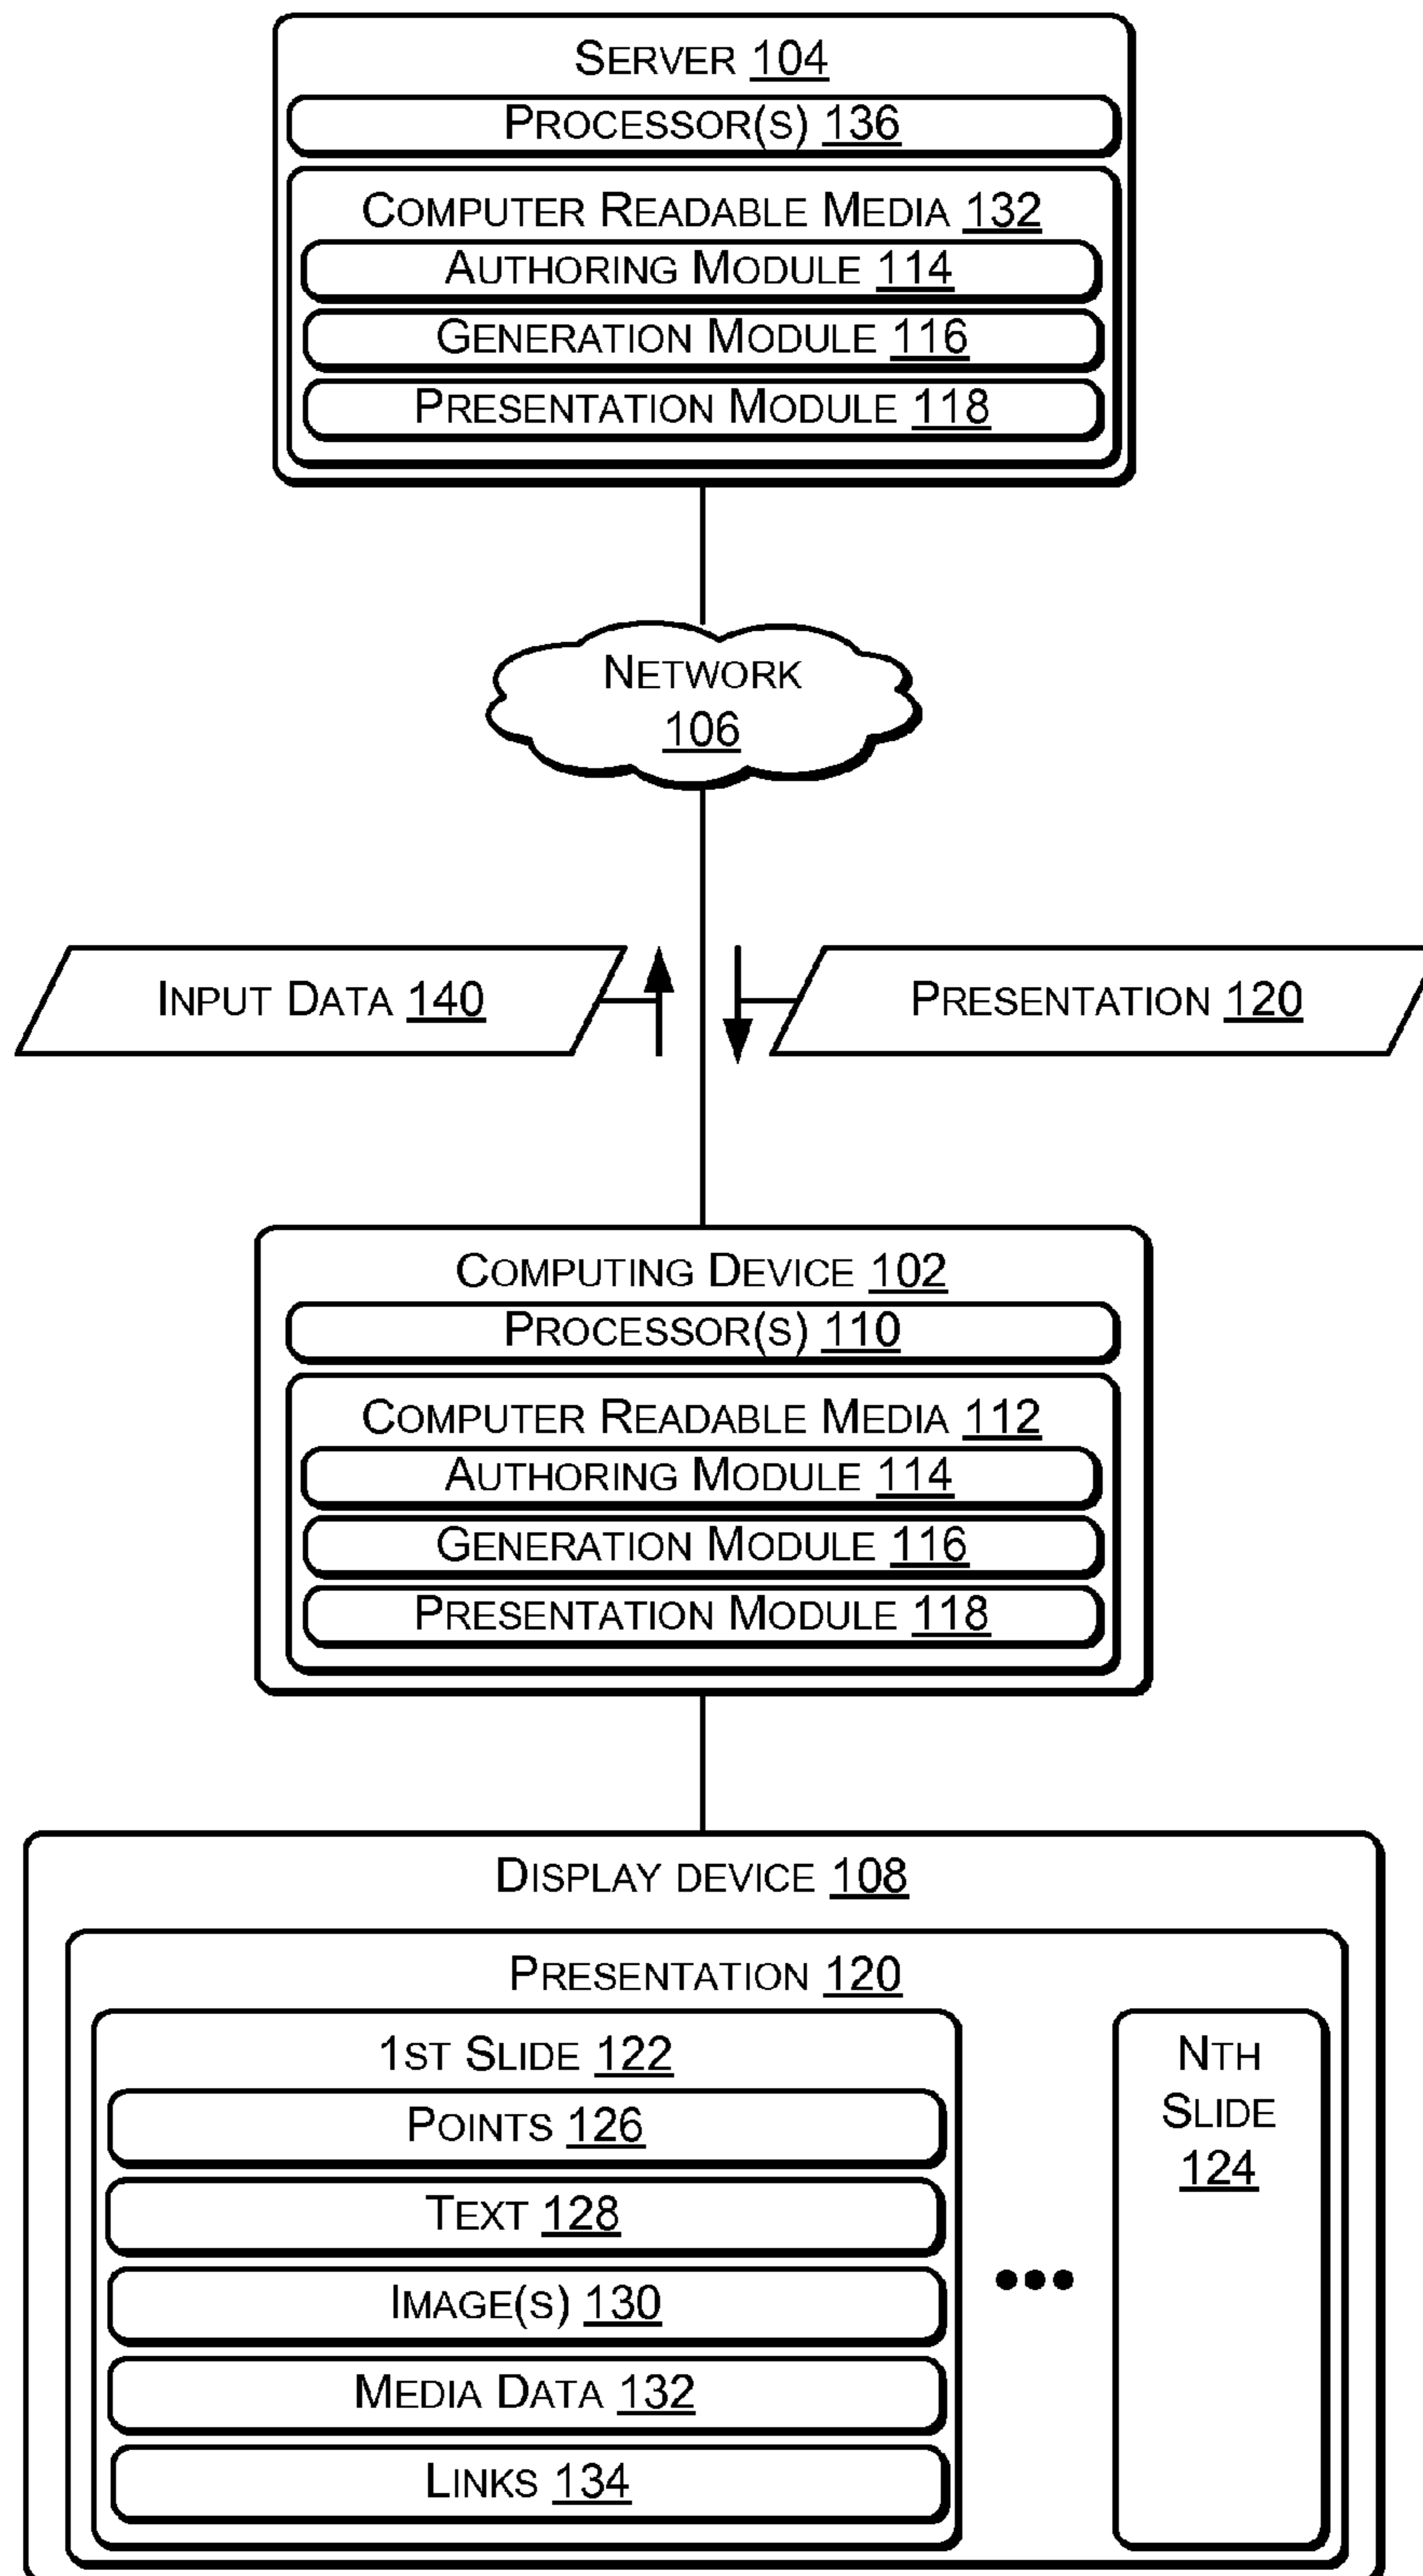 SERVER 104
PROCESSOR(S) 136
COMPUTER READABLE MEDIA 132
AUTHORING MODULE 114
GENERATION MODULE 116
PRESENTATION MODULE 118
NETWORK
106
INPUT DATA 140
PRESENTATION 120
COMPUTING DEVICE 102
PROCESSOR(S) 110
COMPUTER READABLE MEDIA 112
AUTHORING MODULE 114
GENERATION MODULE 116
PRESENTATION MODULE 118
DISPLAY DEVICE 108
PRESENTATION 120
1ST SLIDE 122
POINTS 126
TEXT 128
IMAGE(S) 130
MEDIA DATA 132
LINKS 134
NTH
SLIDE
124